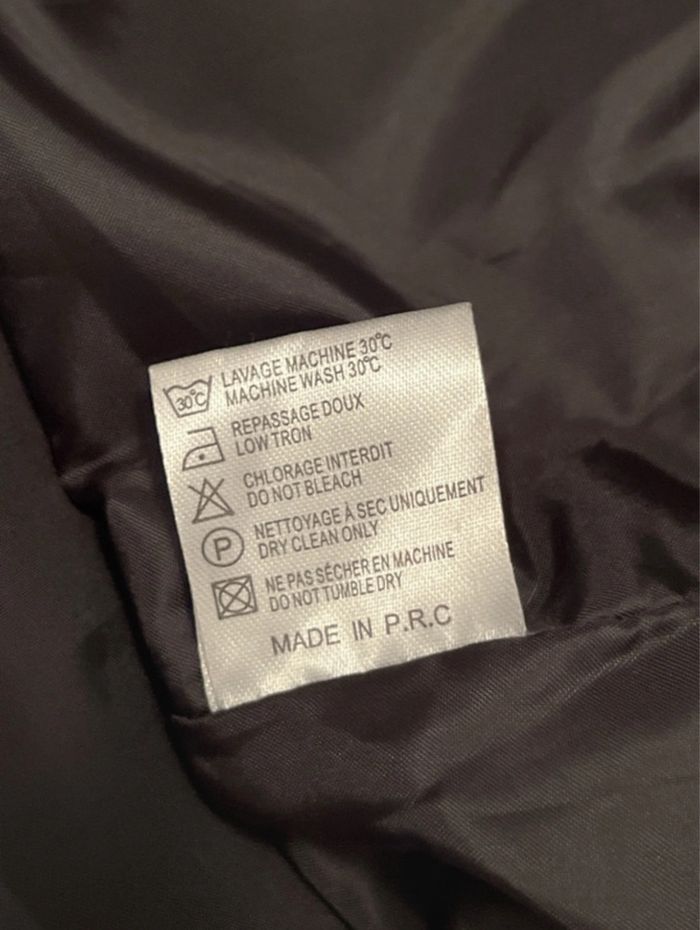 30°C
LAVAGE MACHINE 30℃
MACHINE WASH 30℃
REPASSAGE DOUX
LOW TRON
CHLORAGE INTERDIT
DO NOT BLEACH
P
NETTOYAGE À SEC UNIQUEMENT
DRY CLEAN ONLY
NE PAS SÉCHER EN MACHINE
DO NOT TUMBLE DRY
MADE IN P.R.C